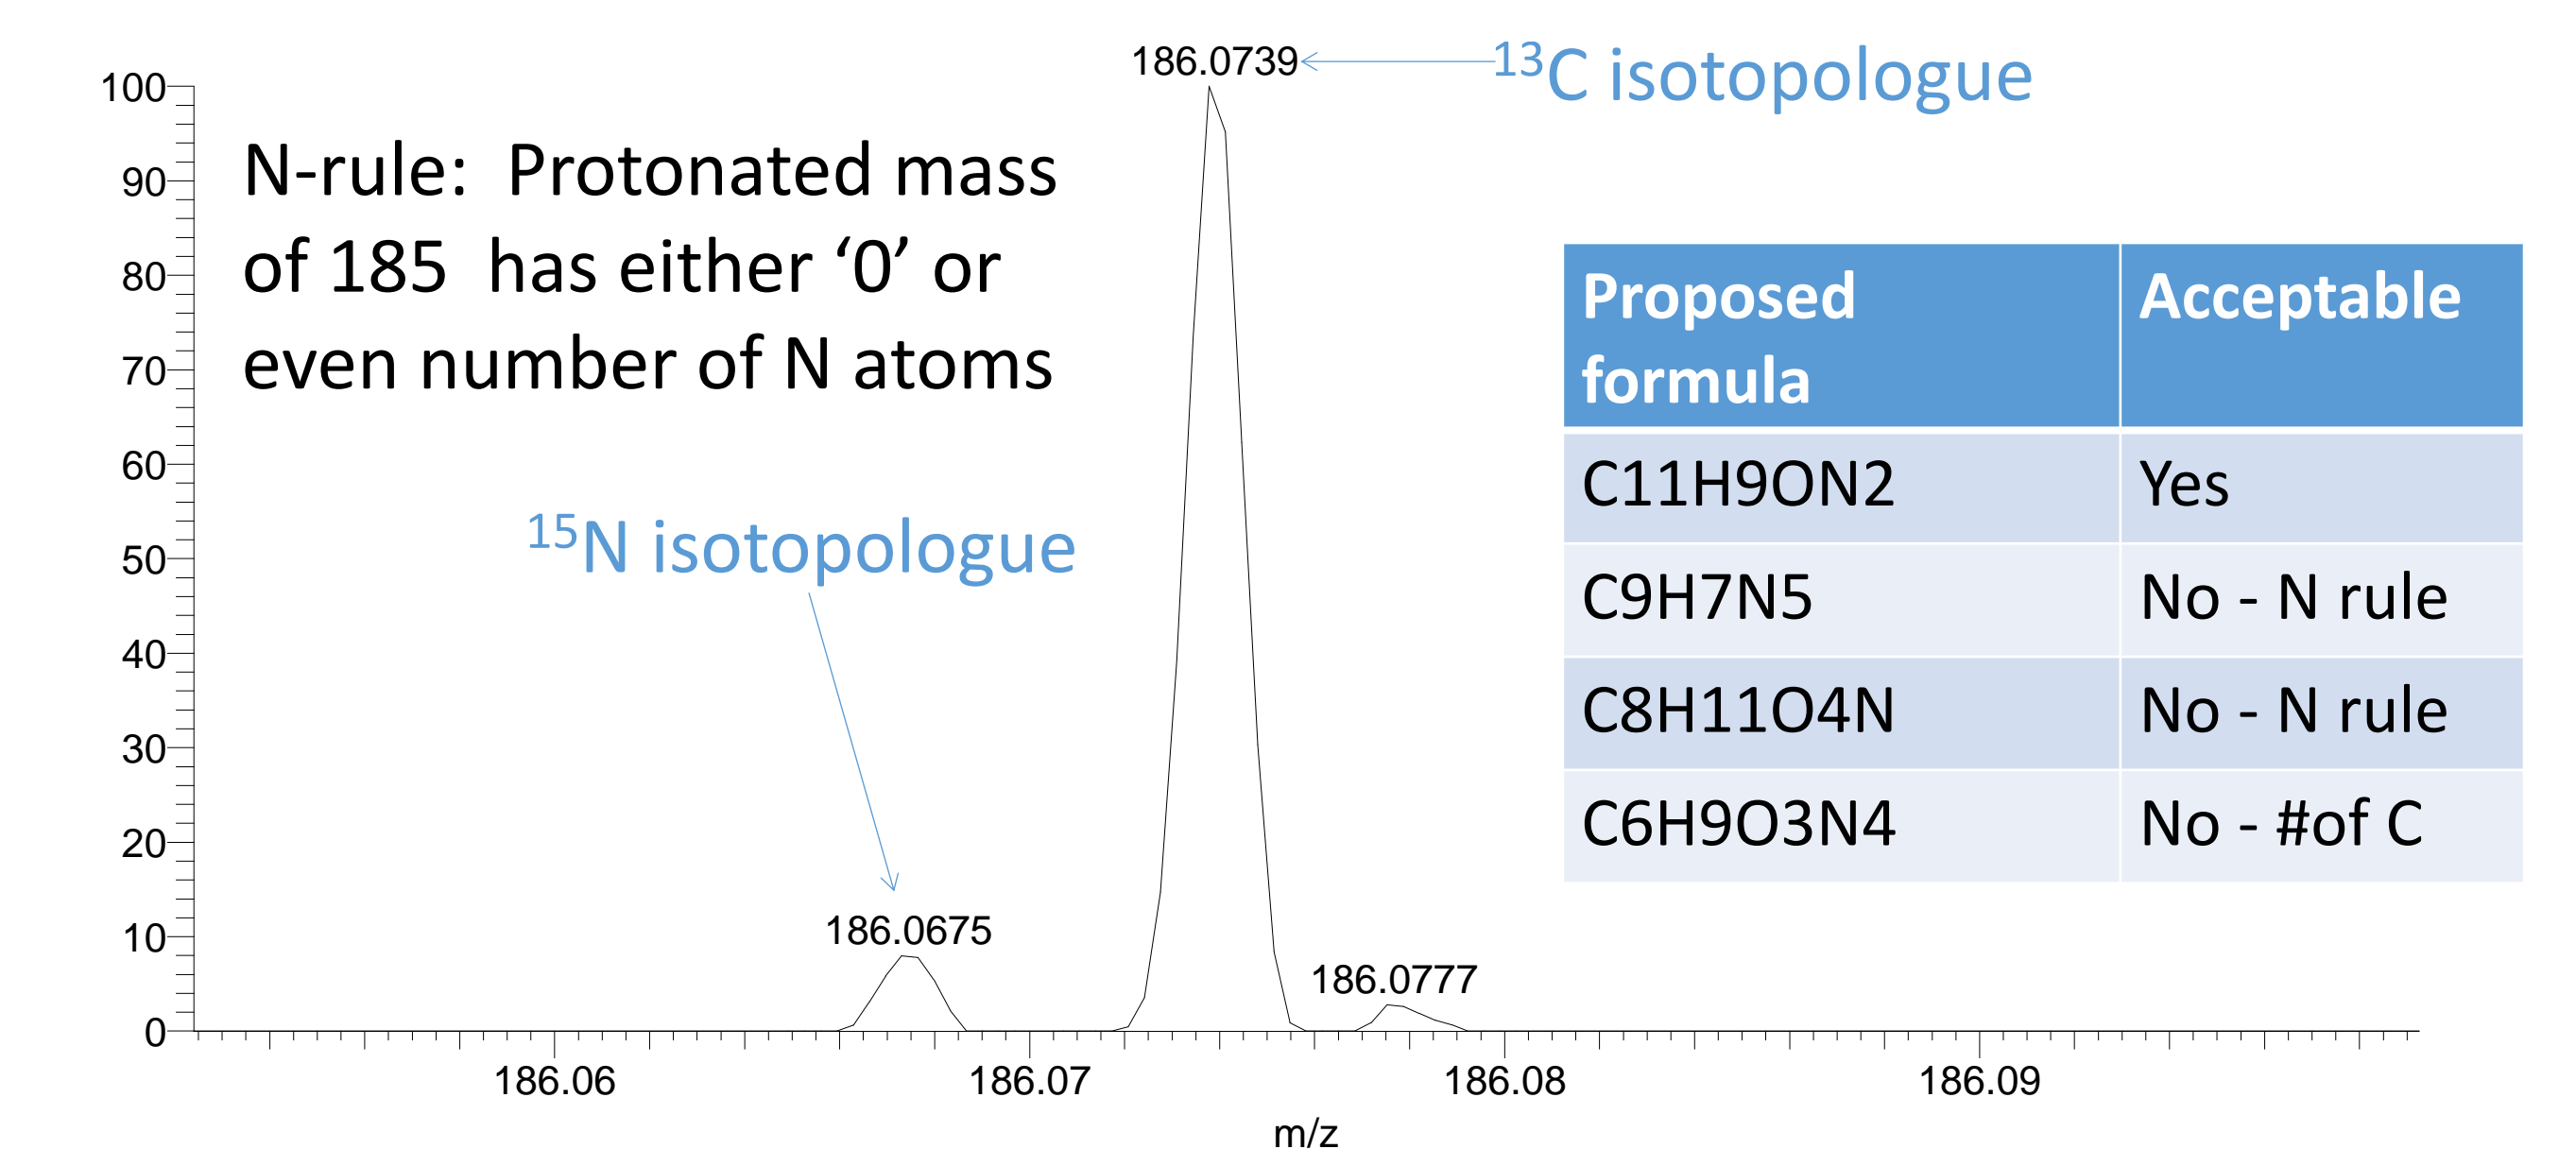 186.0739
¹³C isotopologue
100
90
80
70
60
50
40
30
20
10
0
N-rule:  Protonated mass
of 185  has either ‘0’ or
even number of N atoms
¹⁵N isotopologue
186.0675
186.0777
186.06
186.07
186.08
186.09
m/z
Proposed
formula
Acceptable
C11H9ON2
Yes
C9H7N5
No - N rule
C8H11O4N
No - N rule
C6H9O3N4
No - #of C